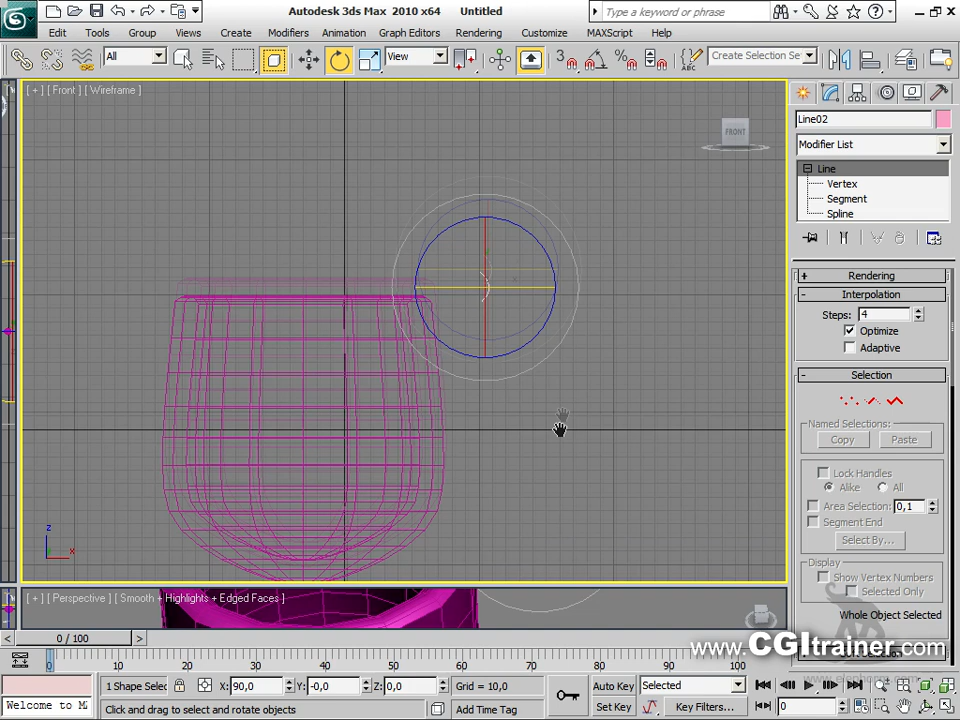 Autodesk 3ds Max 2010 x64 Untitled
Type a keyword or phrase
Edit Tools Group Views Create Modifiers Animation Graph Editors Rendering Customize MAXScript Help
All View Create Selection Se
[ + ] [ Front ] [ Wireframe ]
FRONT
Line02
Modifier List
Line
Vertex
Segment
Spline
+ Rendering
- Interpolation
Steps: 4
Optimize
Adaptive
- Selection
Named Selections:
Copy Paste
Lock Handles
Alike All
Area Selection: 0,1
Segment End
Select By...
Display
Show Vertex Numbers
Selected Only
Whole Object Selected
z
x
[ + ] [ Perspective ] [ Smooth + Highlights + Edged Faces ]
www.CGItrainer.com
< 0 / 100 >
0 10 20 30 40 50 60 70 80 90 100
1 Shape Selec X: 90,0 Y: -0,0 Z: 0,0 Grid = 10,0 Auto Key Selected
Welcome to M Click and drag to select and rotate objects Add Time Tag Set Key Key Filters... 0